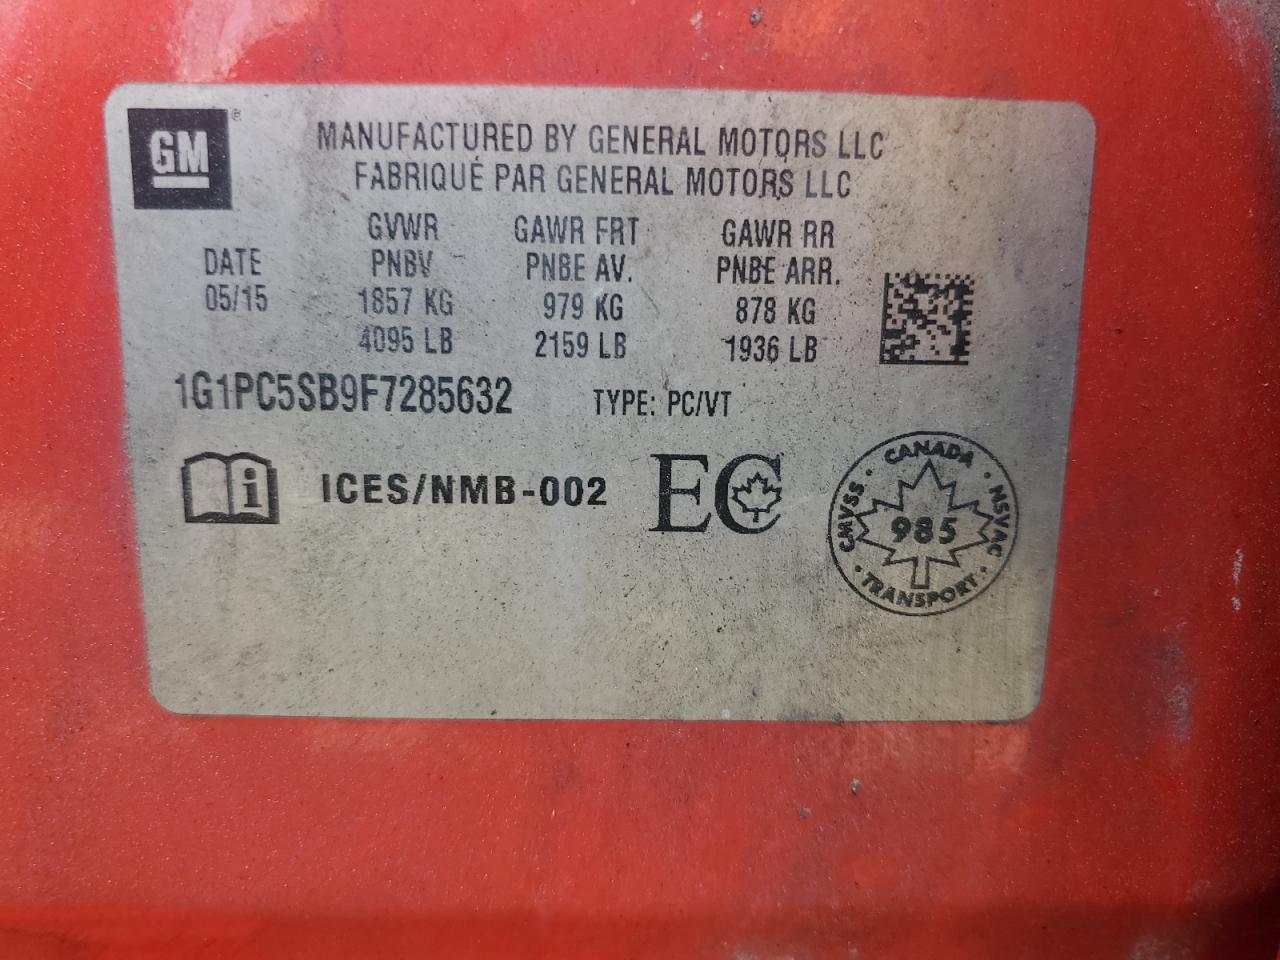 GM ®
MANUFACTURED BY GENERAL MOTORS LLC
FABRIQUÉ PAR GENERAL MOTORS LLC
GVWR GAWR FRT GAWR RR
DATE PNBV PNBE AV. PNBE ARR.
05/15 1857 KG 979 KG 878 KG
4095 LB 2159 LB 1936 LB
1G1PC5SB9F7285632 TYPE: PC/VT
i ICES/NMB-002 EC
CANADA
CMVSS · NSVAC
985
· TRANSPORT ·